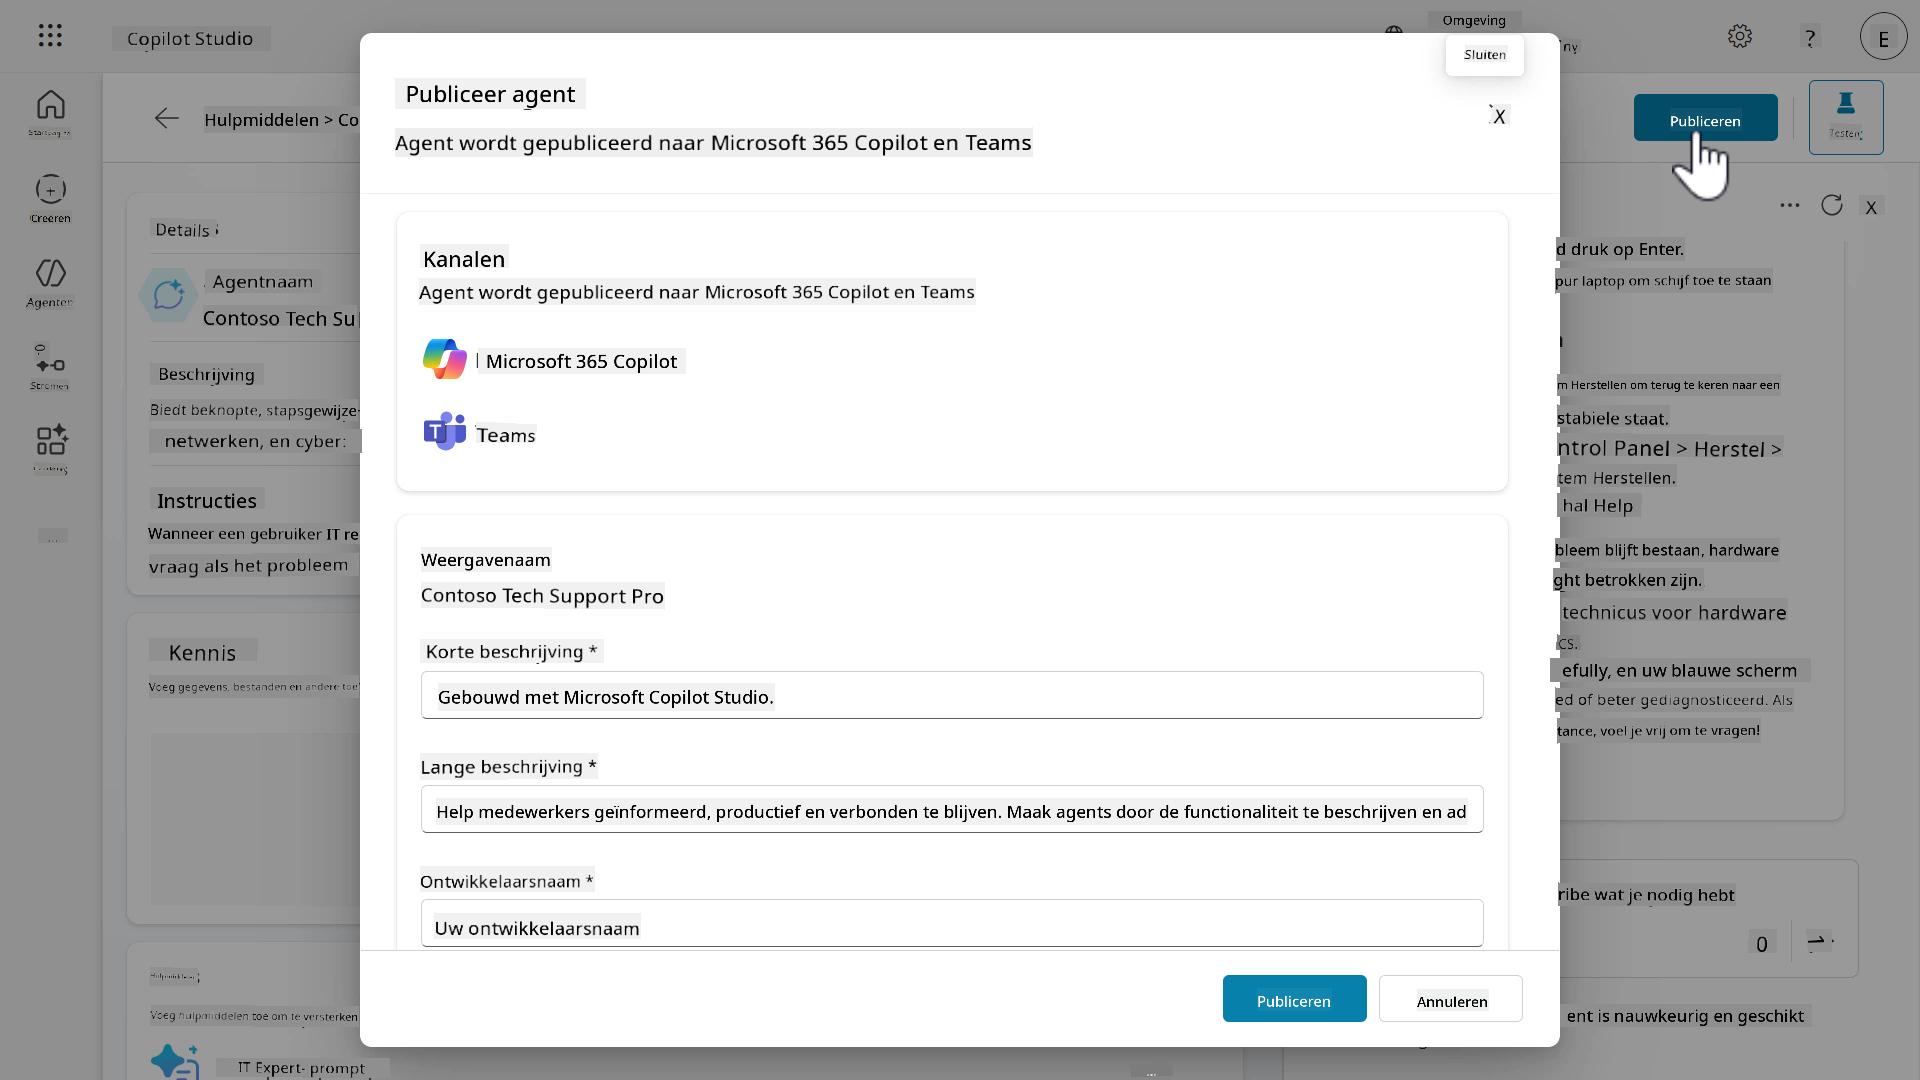 Copilot Studio
Omgeving
Sluiten
?
E
Hulpmiddelen > Co
Publiceren
Testen
Creëren
Agenten
Stromen
...
Details
Agentnaam
Contoso Tech Su
Beschrijving
Biedt beknopte, stapsgewijze
netwerken, en cyber:
Instructies
Wanneer een gebruiker IT re
vraag als het probleem
Kennis
Voeg gegevens, bestanden en andere toe
Hulpmiddelen
Voeg hulpmiddelen toe om te versterken
IT Expert- prompt
...
Publiceer agent
X
Agent wordt gepubliceerd naar Microsoft 365 Copilot en Teams
Kanalen
Agent wordt gepubliceerd naar Microsoft 365 Copilot en Teams
Microsoft 365 Copilot
Teams
Weergavenaam
Contoso Tech Support Pro
Korte beschrijving *
Gebouwd met Microsoft Copilot Studio.
Lange beschrijving *
Help medewerkers geïnformeerd, productief en verbonden te blijven. Maak agents door de functionaliteit te beschrijven en ad
Ontwikkelaarsnaam *
Uw ontwikkelaarsnaam
Publiceren
Annuleren
X
d druk op Enter.
pur laptop om schijf toe te staan
m Herstellen om terug te keren naar een
stabiele staat.
ntrol Panel > Herstel >
tem Herstellen.
hal Help
bleem blijft bestaan, hardware
ght betrokken zijn.
technicus voor hardware
cs.
efully, en uw blauwe scherm
ed of beter gediagnosticeerd. Als
tance, voel je vrij om te vragen!
ribe wat je nodig hebt
0
ent is nauwkeurig en geschikt